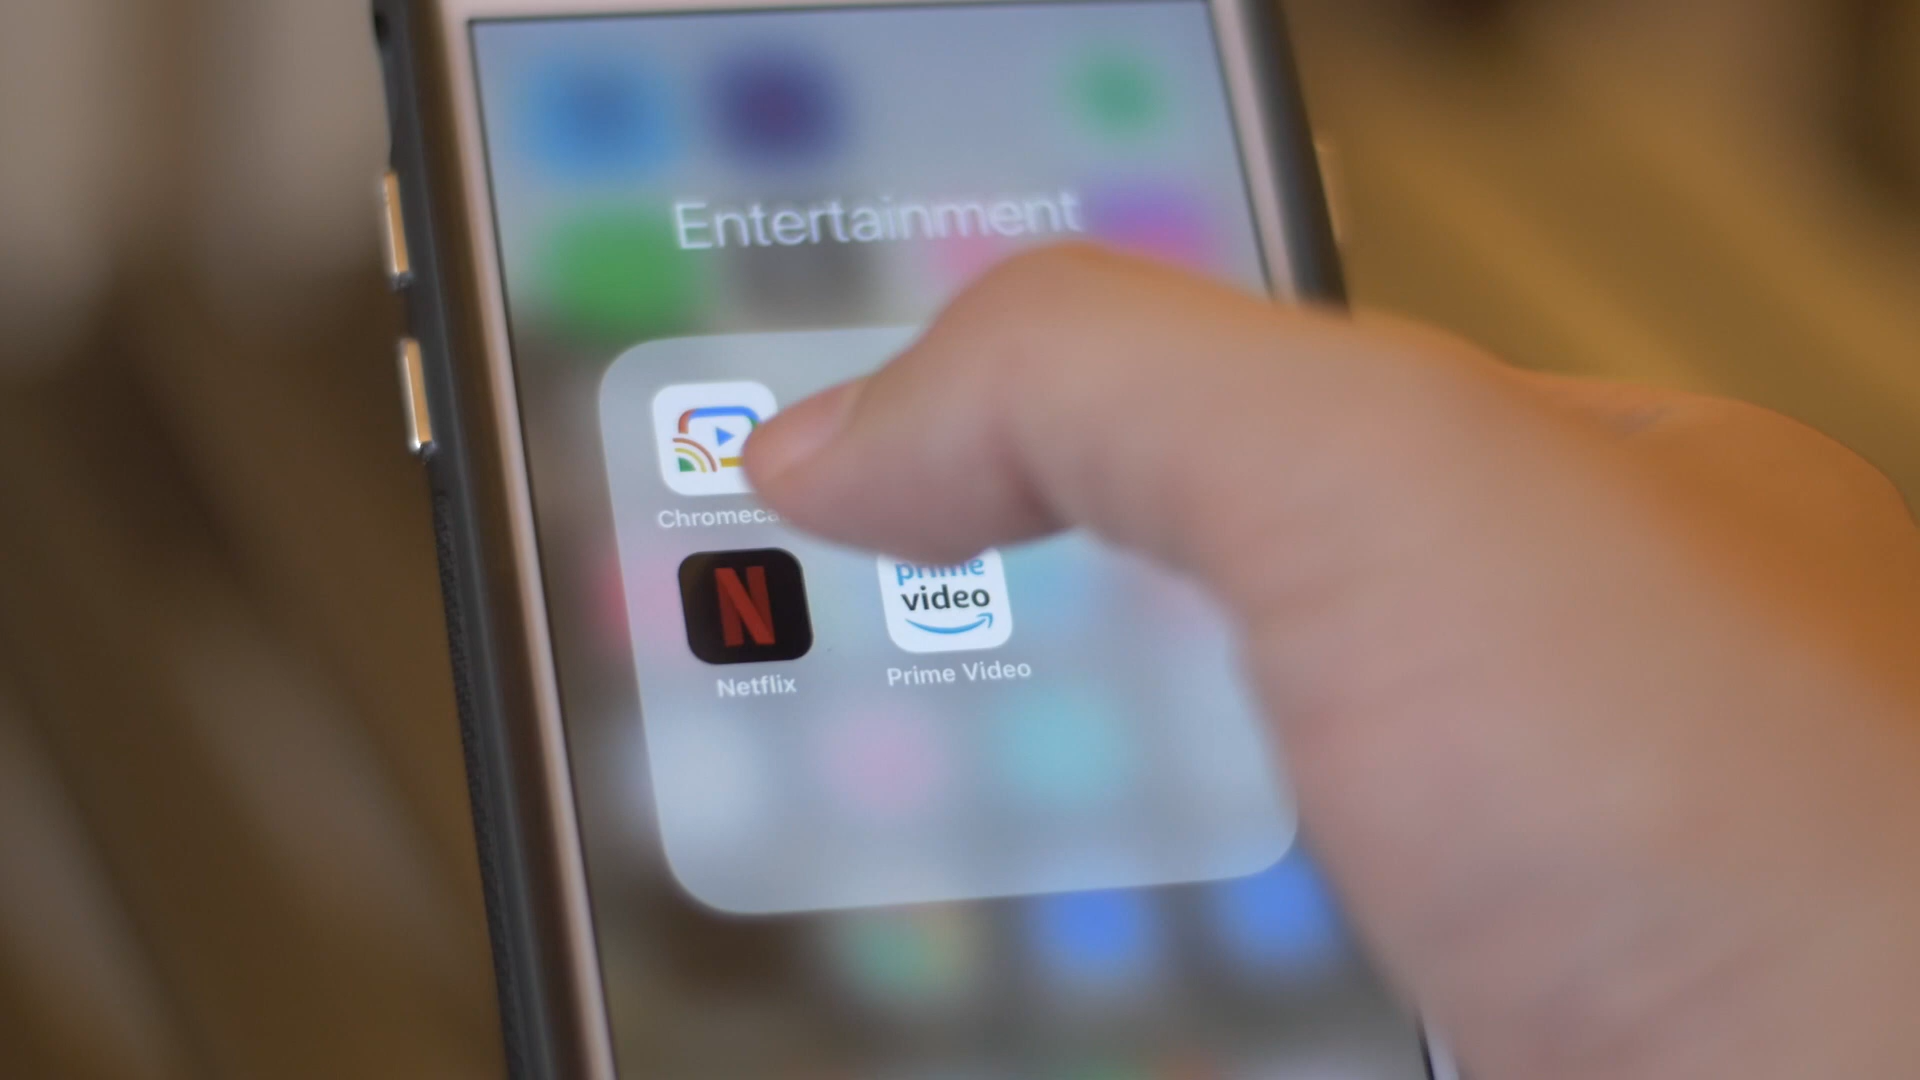 Entertainment
Chromeca
N
Netflix
prime
video
Prime Video